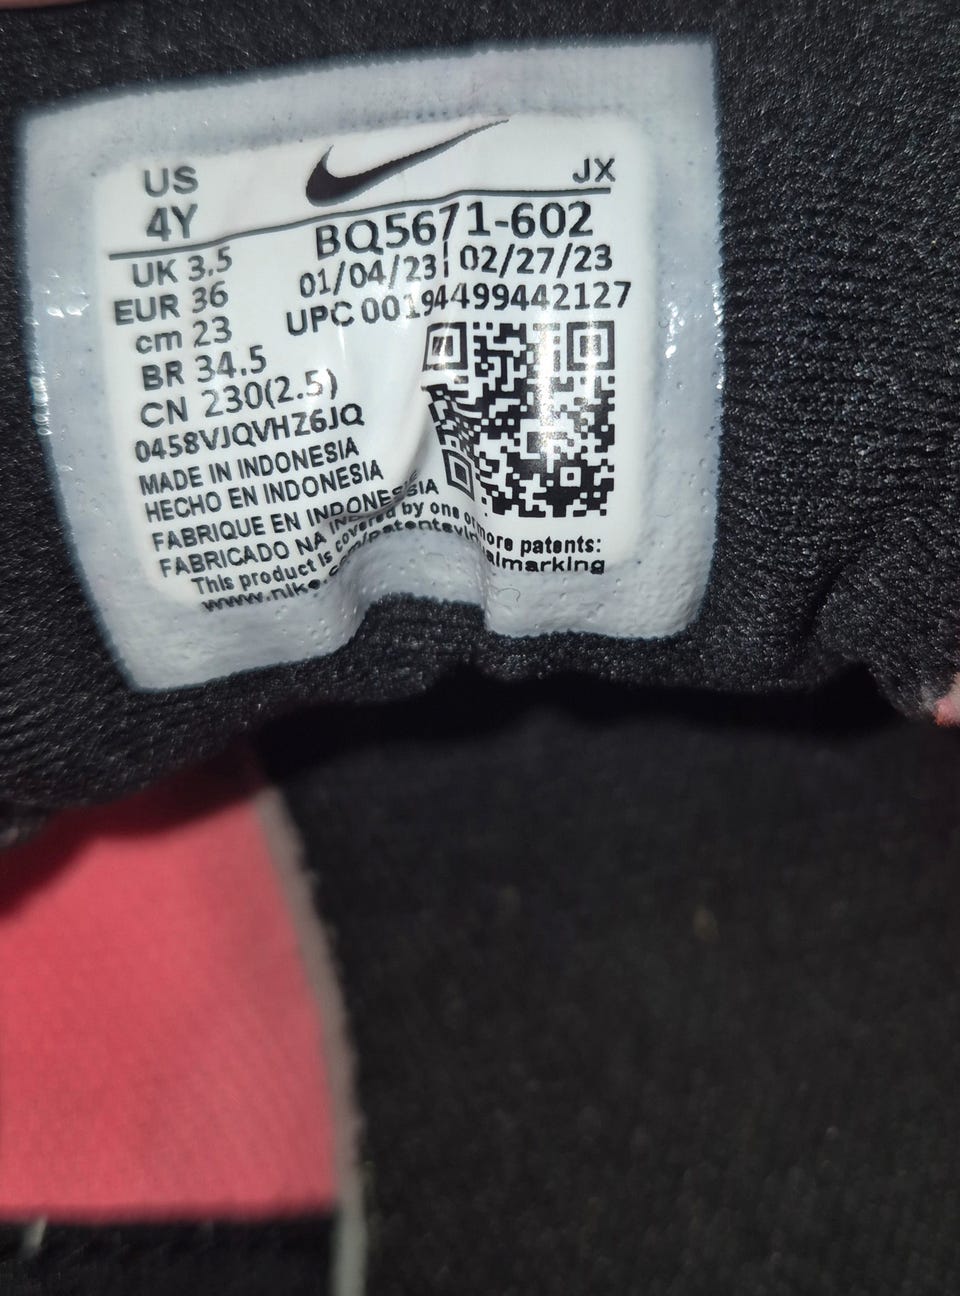 US
4Y
JX
UK 3.5
EUR 36
cm 23
BR 34.5
CN 230(2.5)
BQ5671-602
01/04/23 | 02/27/23
UPC 00194499442127
0458VJQVHZ6JQ
MADE IN INDONESIA
HECHO EN INDONESIA
FABRIQUE EN INDONESIA
FABRICADO NA
This product is covered by one or more patents: